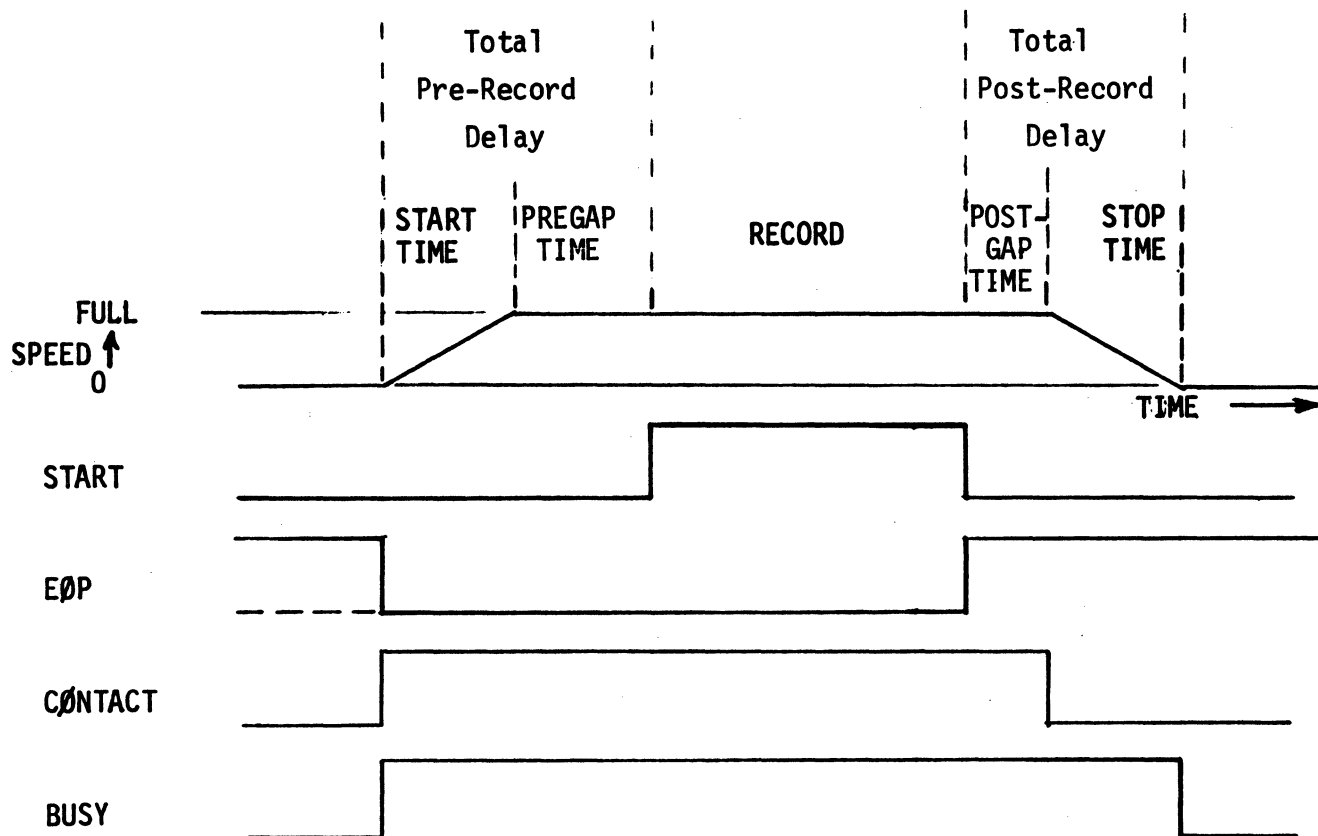 Total
Pre-Record
Delay
Total
Post-Record
Delay
START
TIME
PREGAP
TIME
RECORD
POST-
GAP
TIME
STOP
TIME
FULL
SPEED
0
TIME
START
EØP
CØNTACT
BUSY